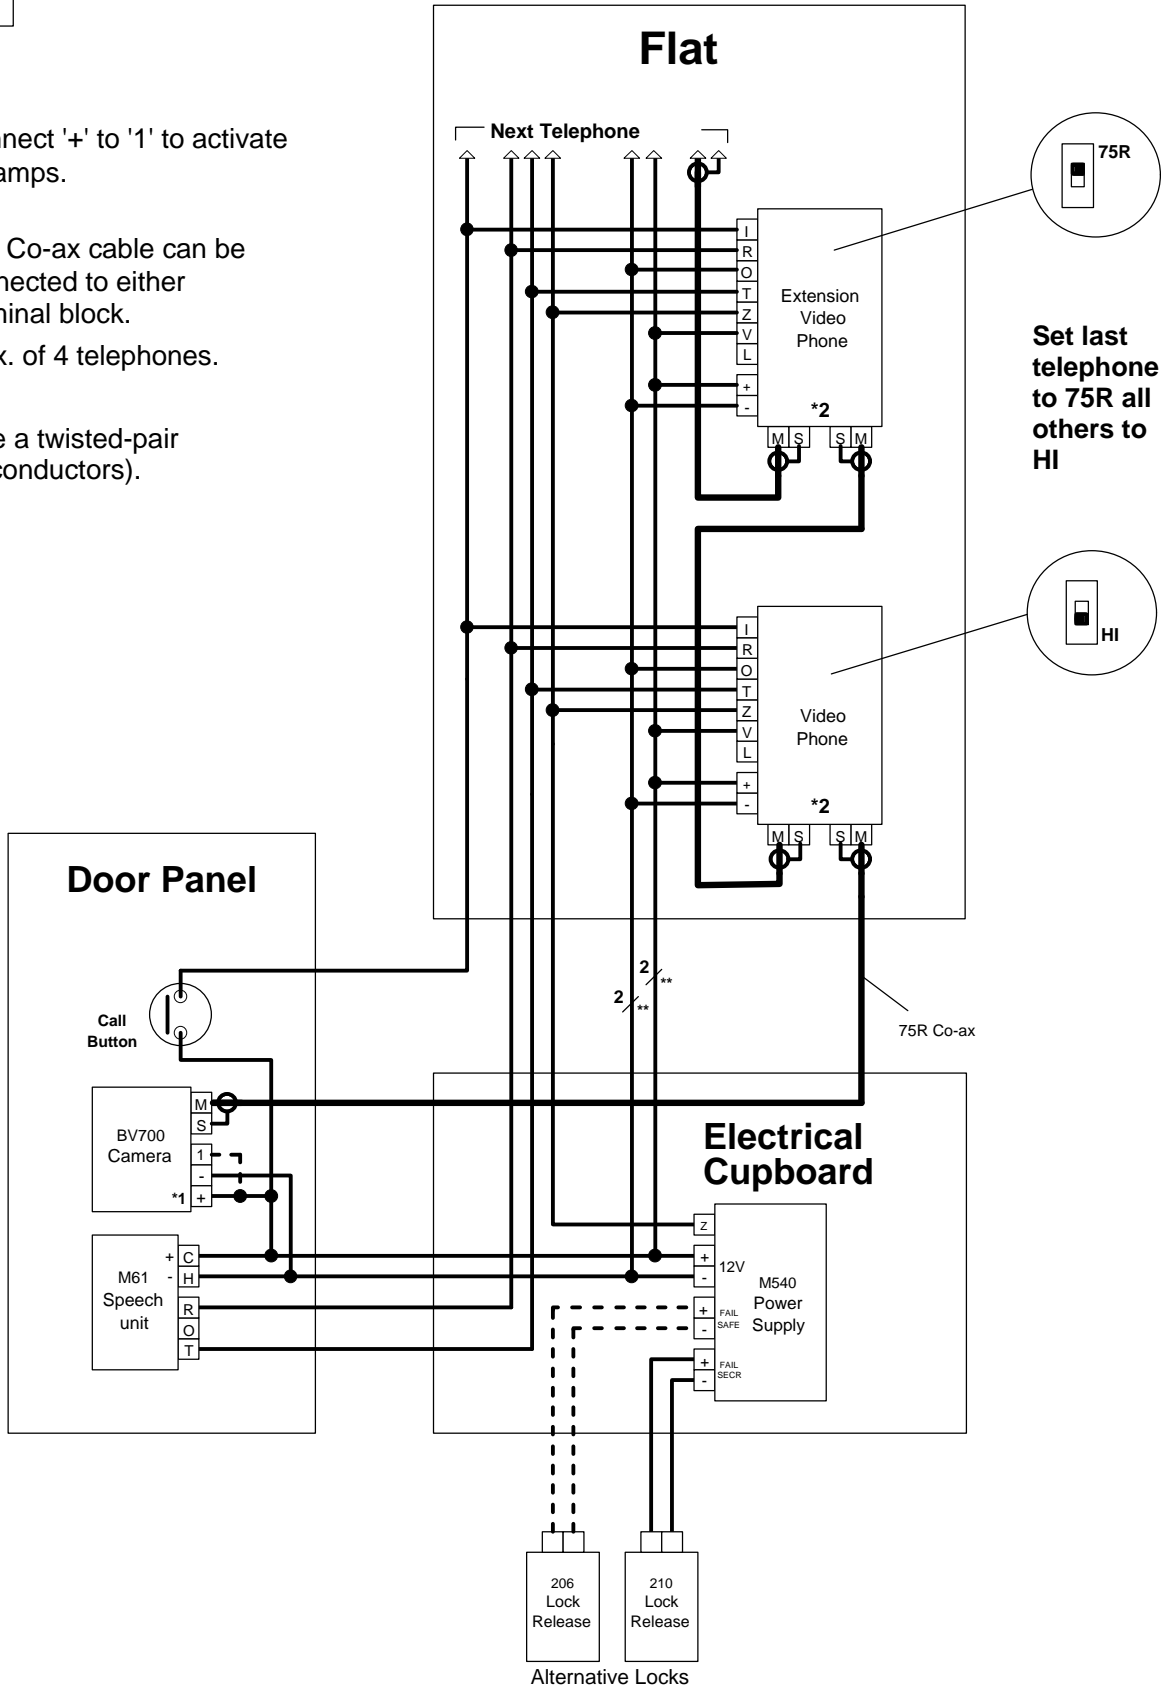 Flat
Next Telephone
nnect '+' to '1' to activate
amps.
Co-ax cable can be
nnected to either
minal block.
x. of 4 telephones.
e a twisted-pair
conductors).
75R
I
R
O
T
Z
V
L
+
-
Extension
Video
Phone
*2
M S S M
Set last
telephone
to 75R all
others to
HI
HI
I
R
O
T
Z
V
L
+
-
Video
Phone
*2
M S S M
Door Panel
Call
Button
2
**
2
**
75R Co-ax
BV700
Camera
*1
M
S
1
-
+
M61
Speech
unit
+ C
- H
R
O
T
Electrical
Cupboard
Z
+
-
12V
M540
Power
Supply
+
-
FAIL
SAFE
+
-
FAIL
SECR
206
Lock
Release
210
Lock
Release
Alternative Locks